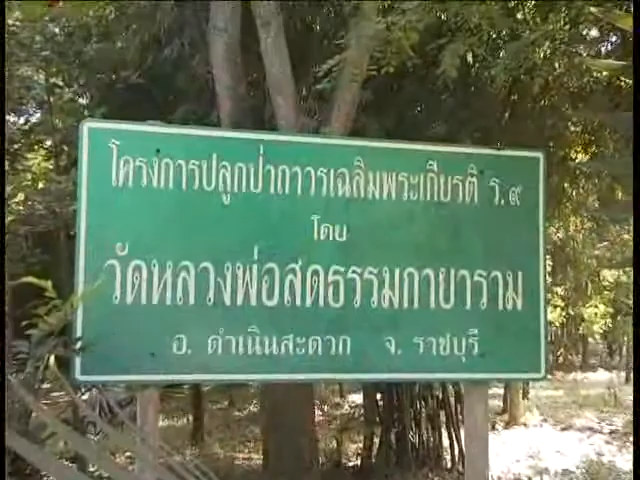 โครงการปลูกป่าถาวรเฉลิมพระเกียรติ ร.๙
โดย
วัดหลวงพ่อสดธรรมกายาราม
อ. ดำเนินสะดวก จ. ราชบุรี